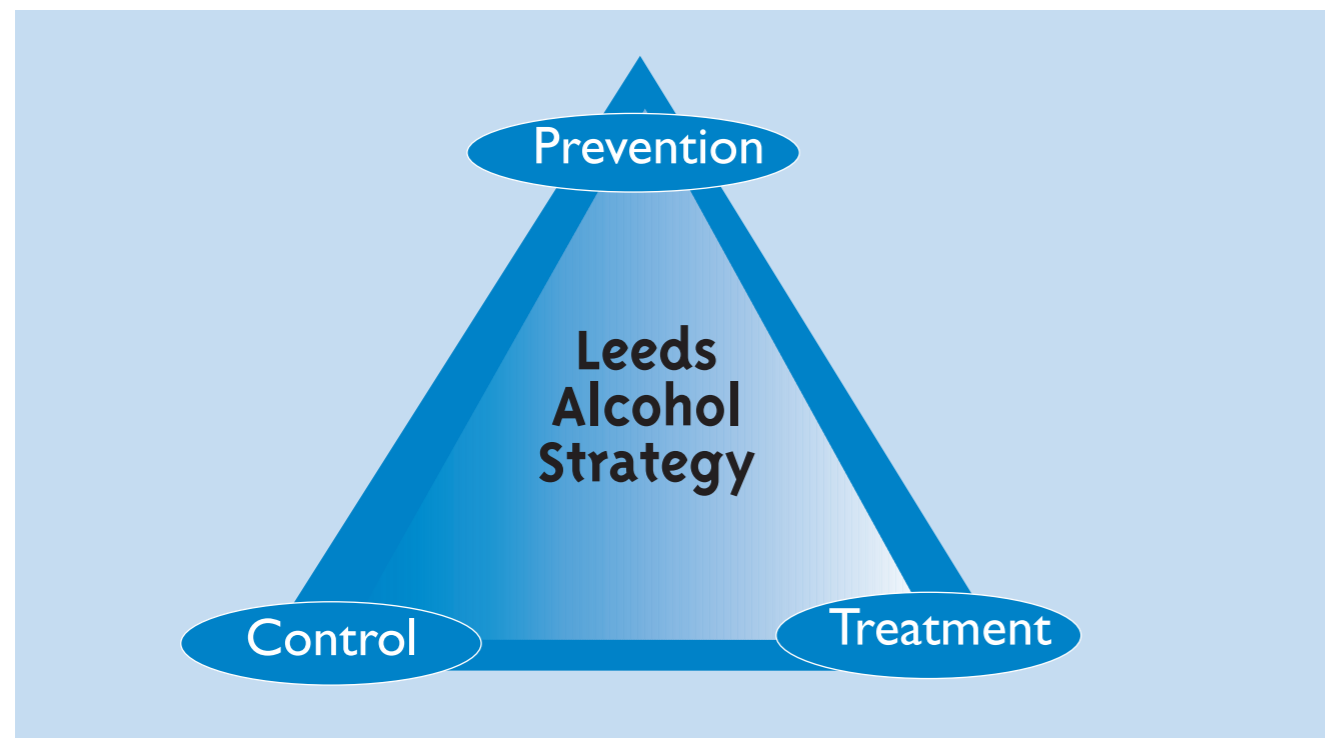 Prevention
Leeds
Alcohol
Strategy
Control
Treatment